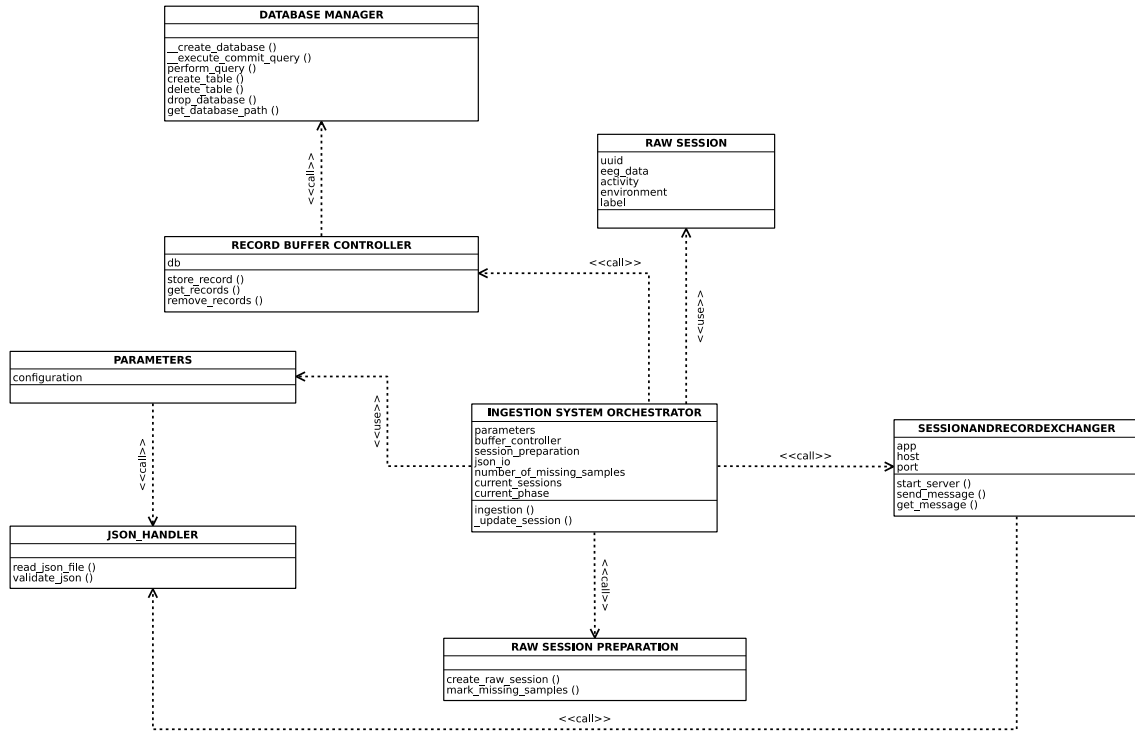 DATABASE MANAGER
__create_database ()
__execute_commit_query ()
perform_query ()
create_table ()
delete_table ()
drop_database ()
get_database_path ()
<<call>>
RAW SESSION
uuid
eeg_data
activity
environment
label
RECORD BUFFER CONTROLLER
db
store_record ()
get_records ()
remove_records ()
<<call>>
<<use>>
PARAMETERS
configuration
<<call>>
<<use>>
INGESTION SYSTEM ORCHESTRATOR
parameters
buffer_controller
session_preparation
json_io
number_of_missing_samples
current_sessions
current_phase
ingestion ()
_update_session ()
<<call>>
SESSIONANDRECORDEXCHANGER
app
host
port
start_server ()
send_message ()
get_message ()
JSON_HANDLER
read_json_file ()
validate_json ()
<<call>>
RAW SESSION PREPARATION
create_raw_session ()
mark_missing_samples ()
<<call>>